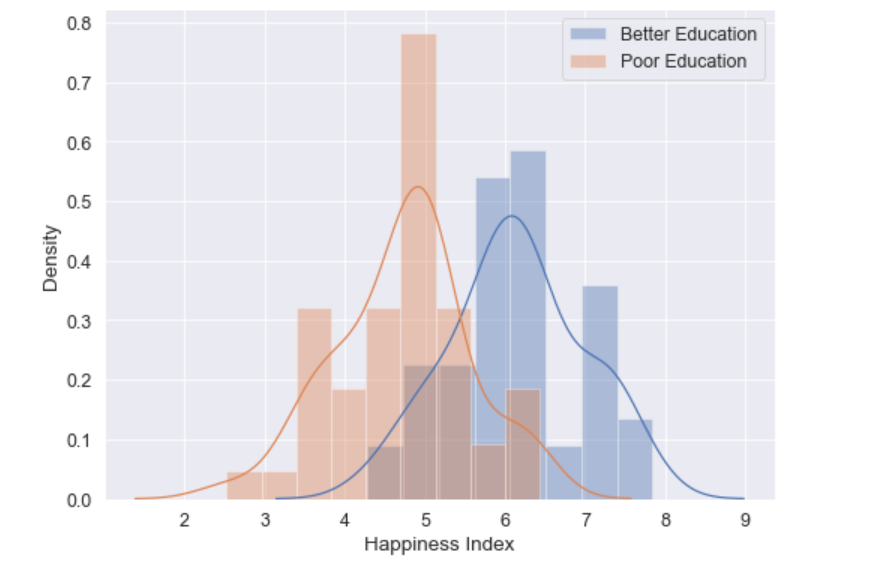 0.8
0.7
0.6
0.5
0.4
0.3
0.2
0.1
0.0
Density
2 3 4 5 6 7 8 9
Happiness Index
Better Education
Poor Education